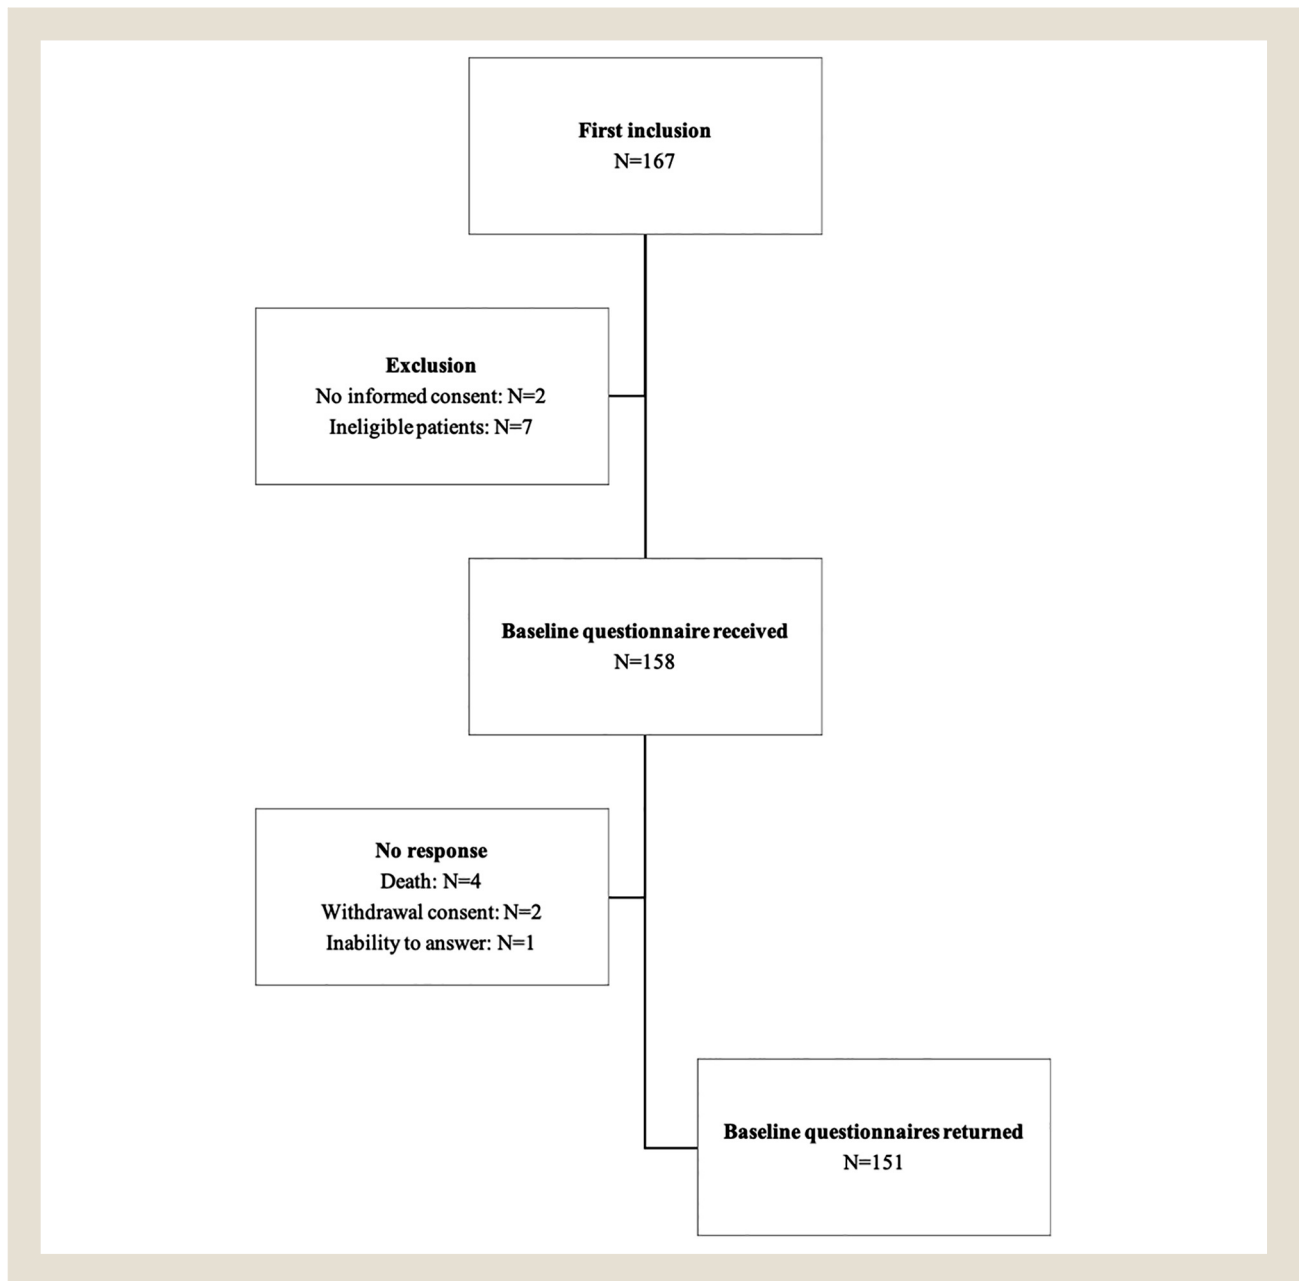 First inclusion
N=167
Exclusion
No informed consent: N=2
Ineligible patients: N=7
Baseline questionnaire received
N=158
No response
Death: N=4
Withdrawal consent: N=2
Inability to answer: N=1
Baseline questionnaires returned
N=151